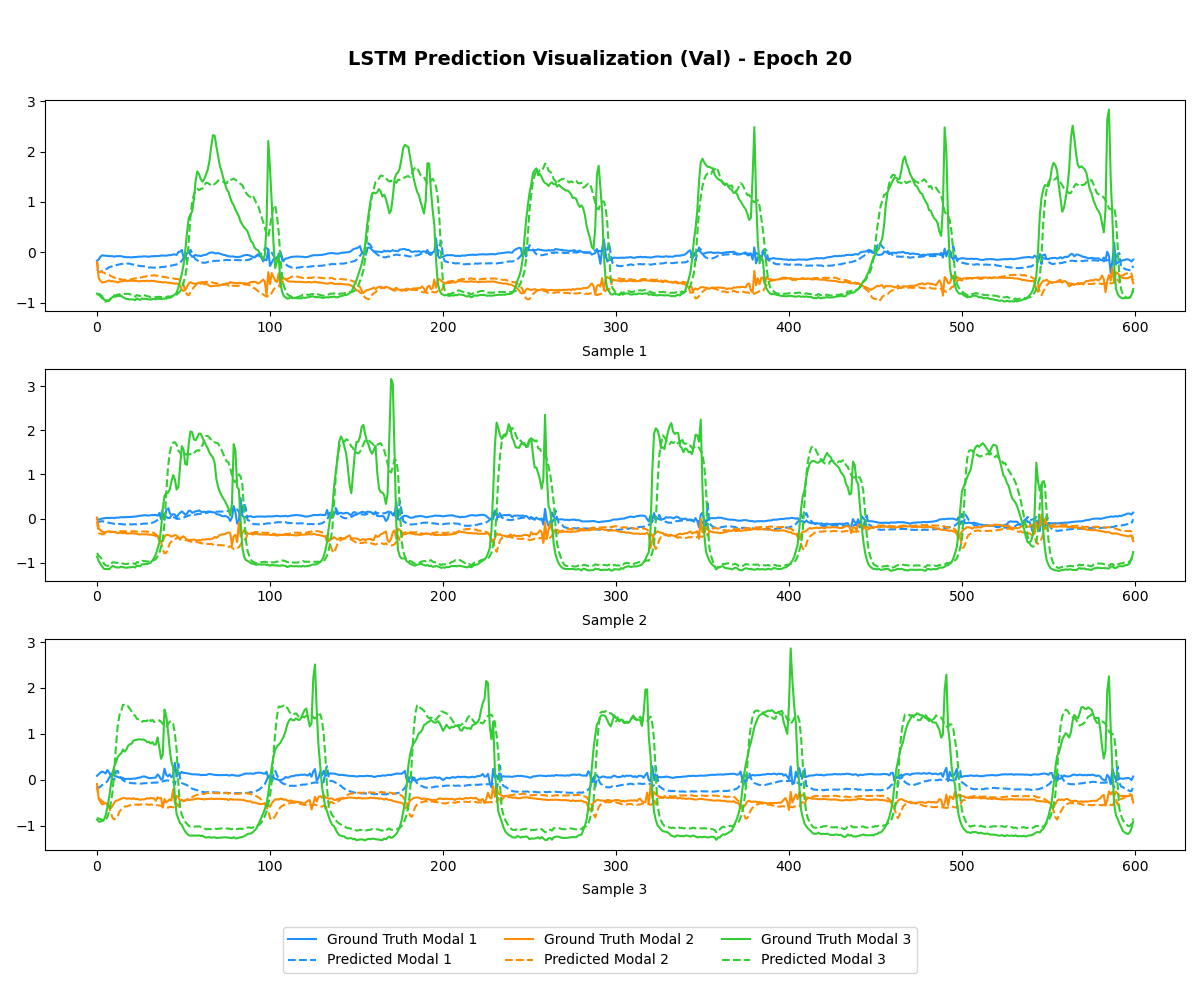 LSTM Prediction Visualization (Val) - Epoch 20
3
2
1
0
−1
0 100 200 300 400 500 600
Sample 1
3
2
1
0
−1
0 100 200 300 400 500 600
Sample 2
3
2
1
0
−1
0 100 200 300 400 500 600
Sample 3
Ground Truth Modal 1 Ground Truth Modal 2 Ground Truth Modal 3
Predicted Modal 1 Predicted Modal 2 Predicted Modal 3